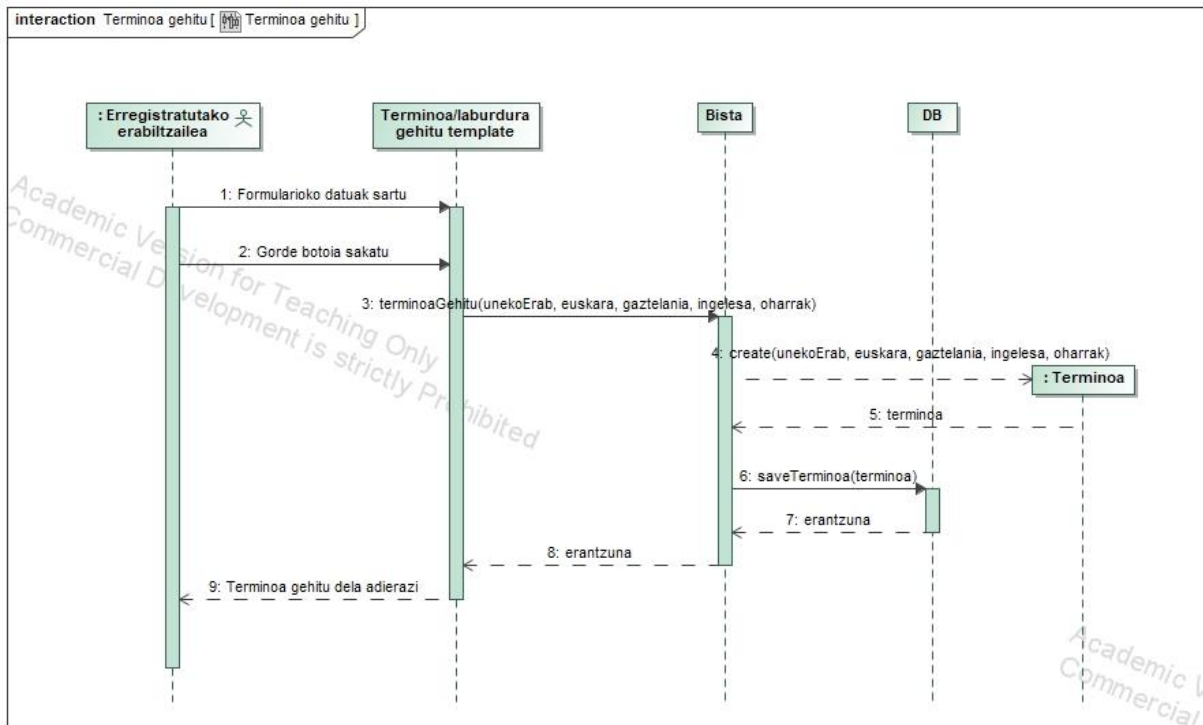 interaction Terminoa gehitu [ Terminoa gehitu ]
: Erregistratutako
erabiltzailea
Terminoa/laburdura
gehitu template
Bista
DB
1: Formularioko datuak sartu
2: Gorde botoia sakatu
3: terminoaGehitu(unekoErab, euskara, gaztelania, ingelesa, oharrak)
4: create(unekoErab, euskara, gaztelania, ingelesa, oharrak)
: Terminoa
5: terminoa
6: saveTerminoa(terminoa)
7: erantzuna
8: erantzuna
9: Terminoa gehitu dela adierazi
Academic Version for Teaching Only
Commercial Development is strictly Prohibited
Academic V
Commercial